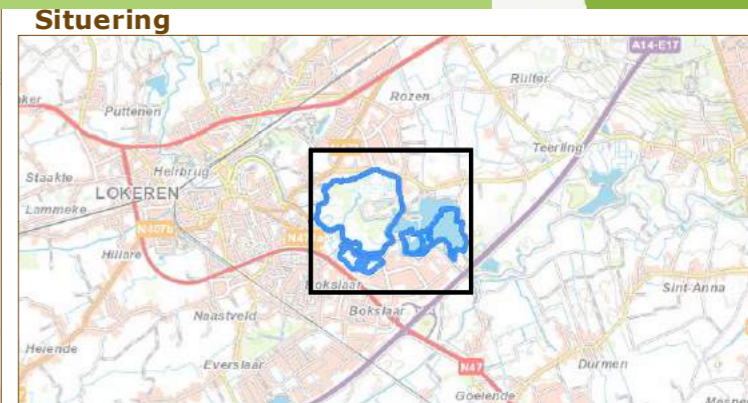 Situering
A14-E17
Ruiter
Rozen
Puttenen
Teerling
Staakte
Heirbrug
LOKEREN
Lammeke
N407b
Hillare
Bokslaar
Sint-Anna
Naastveld
Bokslaar
Heiende
Everslaar
N47
Durmen
Goelende